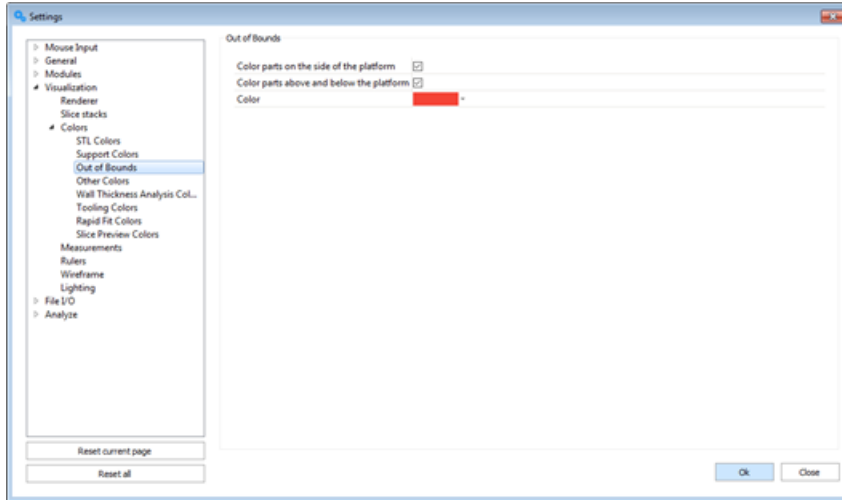 Settings
Mouse Input
General
Modules
Visualization
Renderer
Slice stacks
Colors
STL Colors
Support Colors
Out of Bounds
Other Colors
Wall Thickness Analysis Col...
Tooling Colors
Rapid Fit Colors
Slice Preview Colors
Measurements
Rulers
Wireframe
Lighting
File I/O
Analyze
Reset current page
Reset all
Out of Bounds
Color parts on the side of the platform
Color parts above and below the platform
Color
Ok
Close